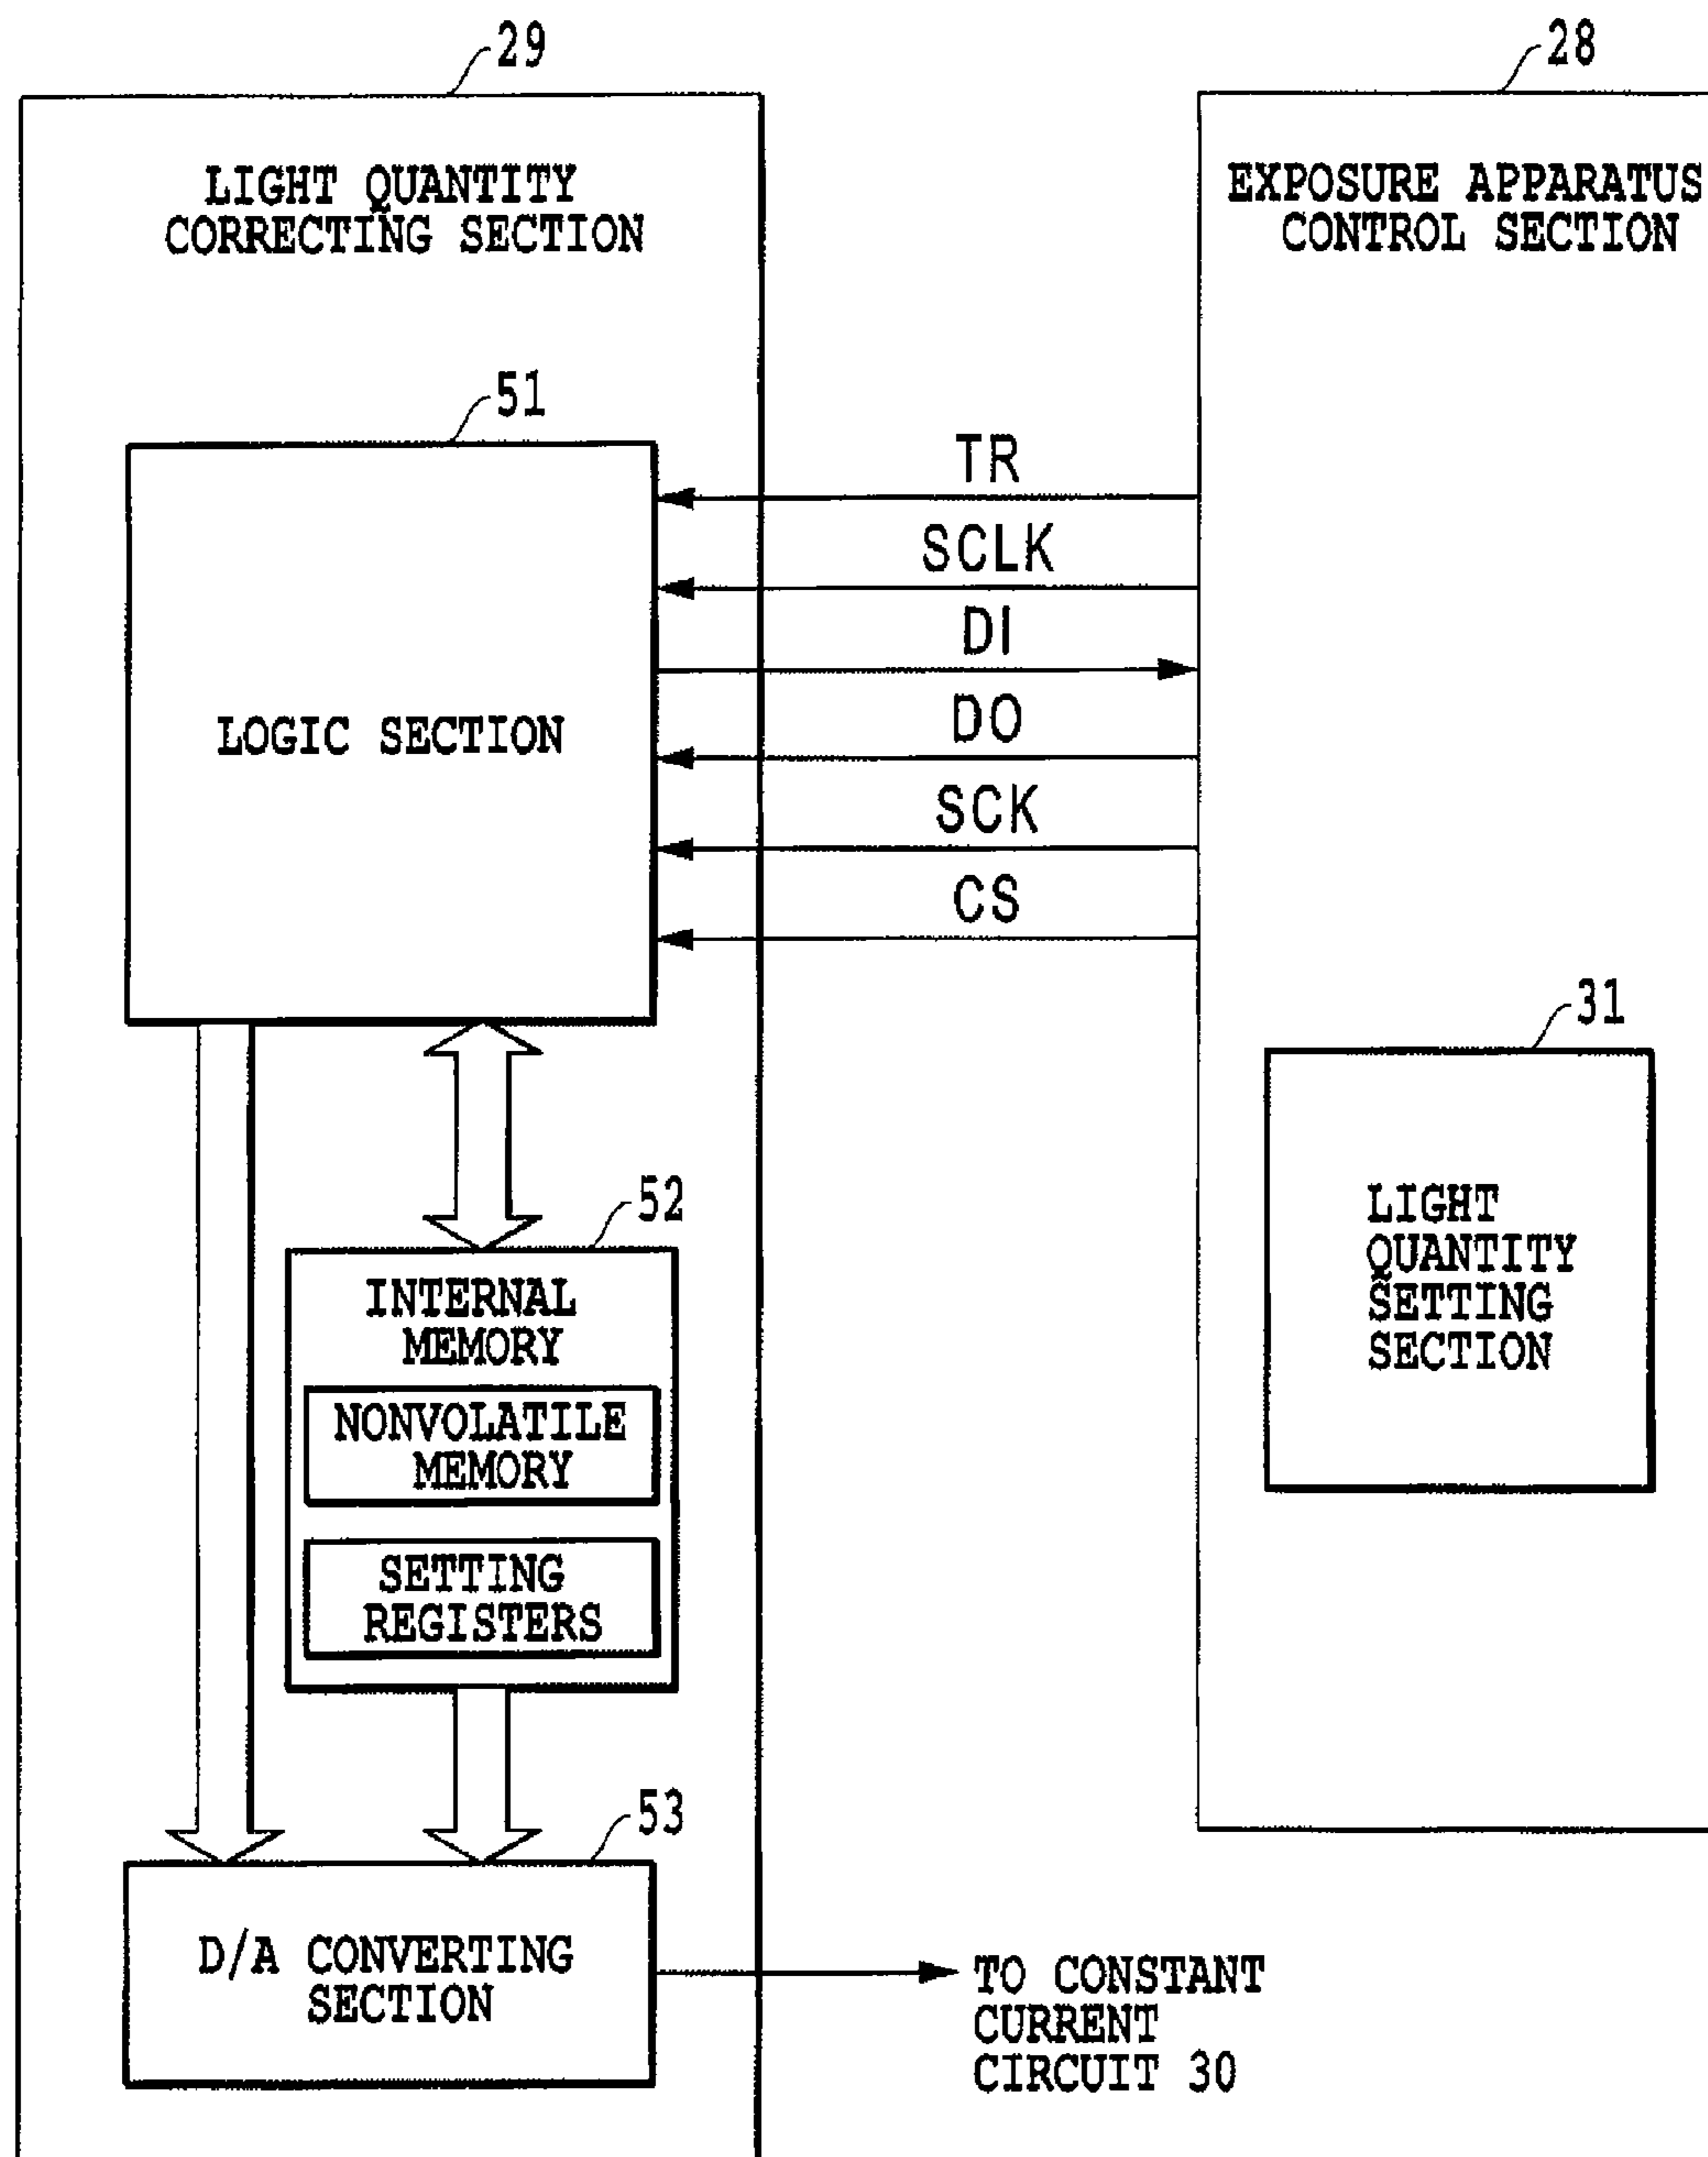 29
28
LIGHT QUANTITY
CORRECTING SECTION
EXPOSURE APPARATUS
CONTROL SECTION
51
TR
SCLK
DI
LOGIC SECTION
DO
SCK
CS
31
LIGHT
QUANTITY
SETTING
SECTION
52
INTERNAL
MEMORY
NONVOLATILE
MEMORY
SETTING
REGISTERS
53
D/A CONVERTING
SECTION
TO CONSTANT
CURRENT
CIRCUIT 30